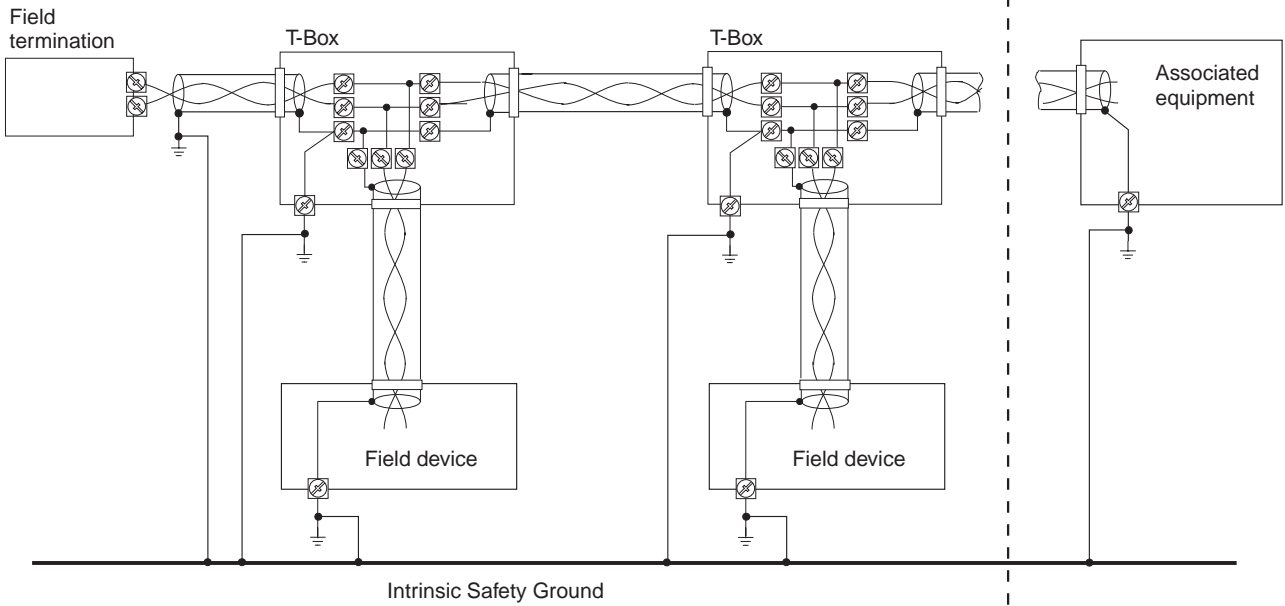 Field
termination
T-Box
T-Box
Associated
equipment
Field device
Field device
Intrinsic Safety Ground